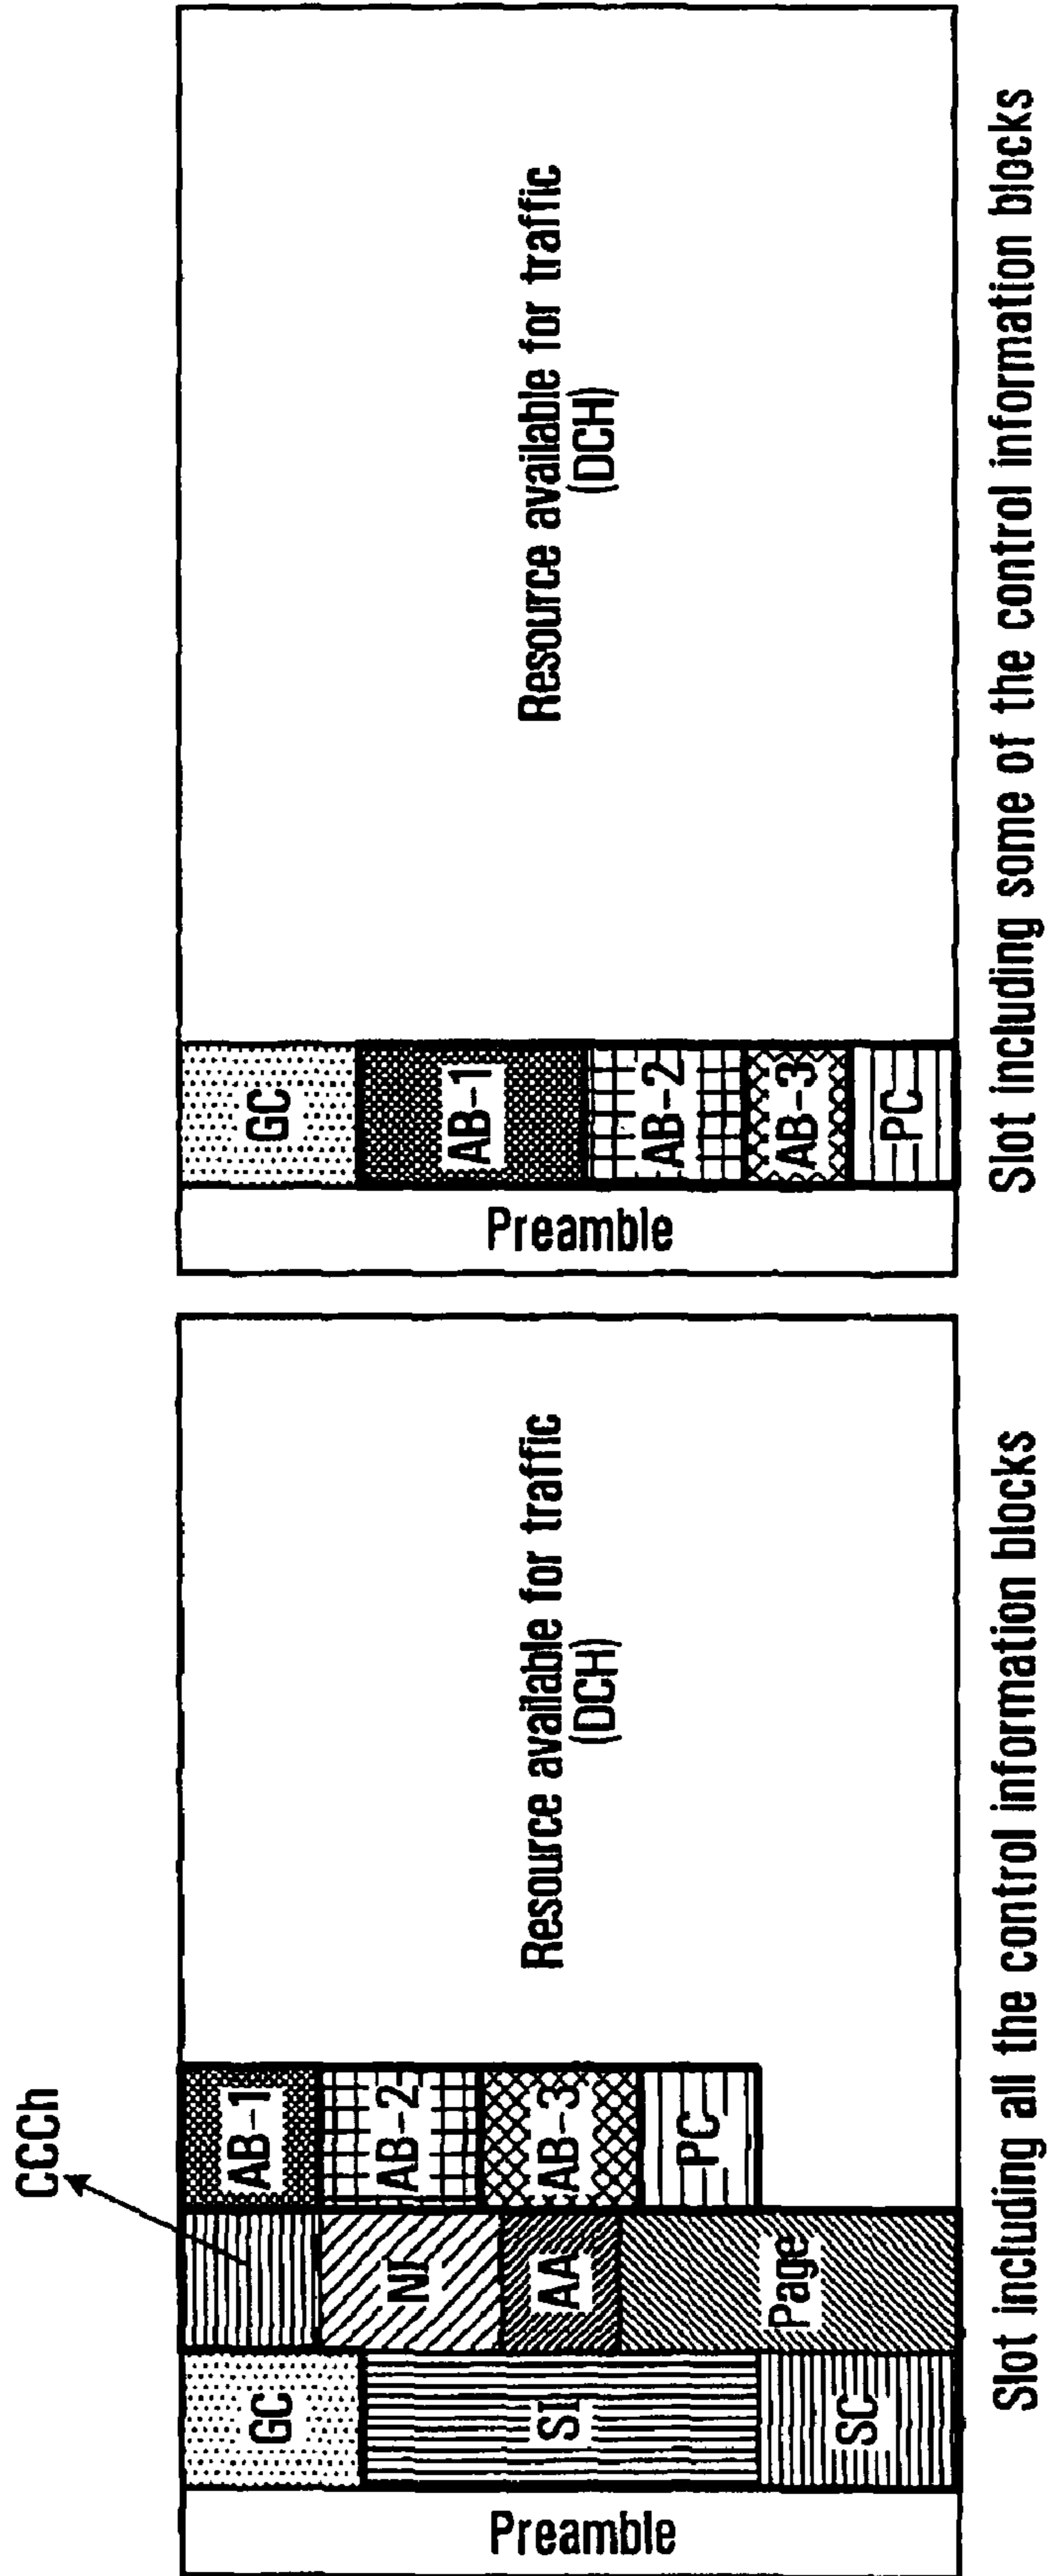 CCCh
Preamble
GC
SI
SC
NI
AA
Page
AB-1
AB-2
AB-3
PC
Resource available for traffic
(DCH)
Slot including all the control information blocks
Preamble
GC
AB-1
AB-2
AB-3
PC
Resource available for traffic
(DCH)
Slot including some of the control information blocks